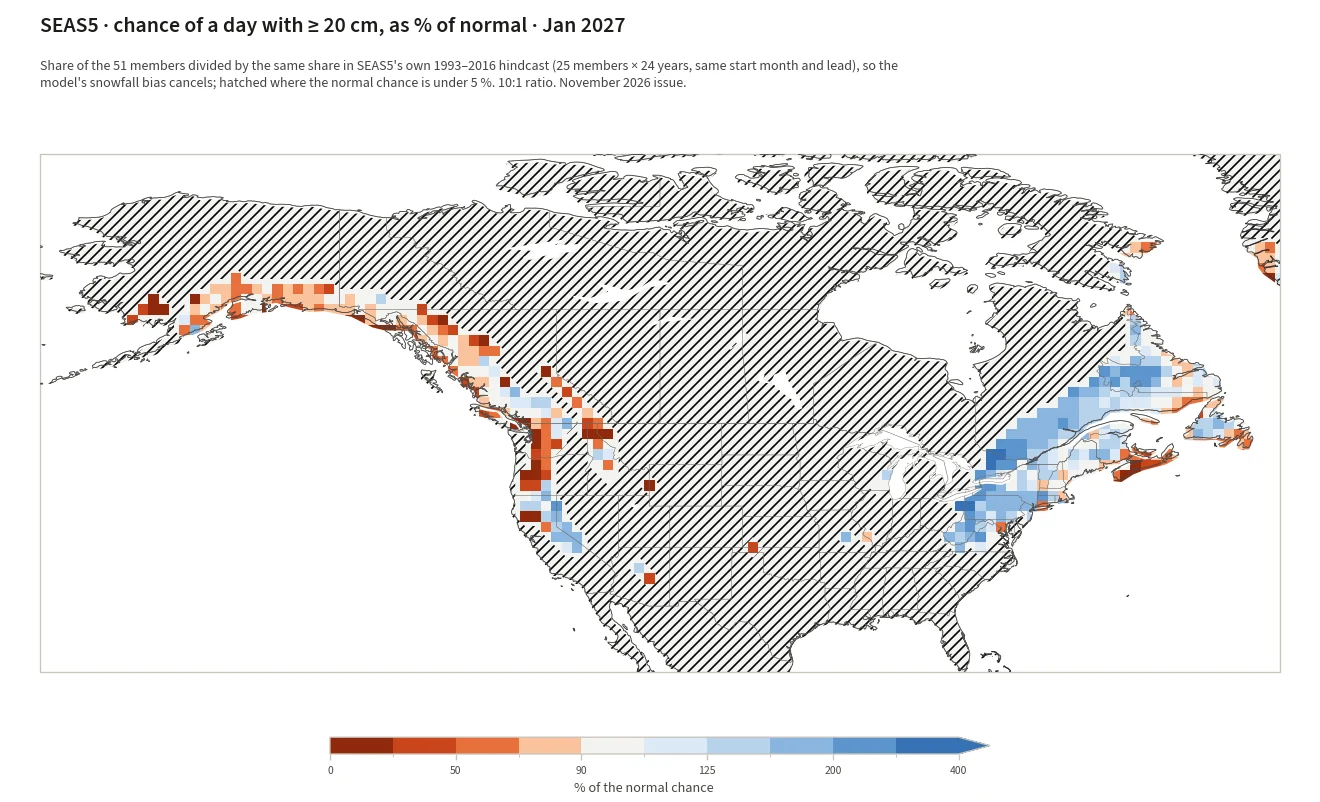 SEAS5 · chance of a day with ≥ 20 cm, as % of normal · Jan 2027
Share of the 51 members divided by the same share in SEAS5's own 1993–2016 hindcast (25 members × 24 years, same start month and lead), so the
model's snowfall bias cancels; hatched where the normal chance is under 5 %. 10:1 ratio. November 2026 issue.
0 50 90 125 200 400
% of the normal chance